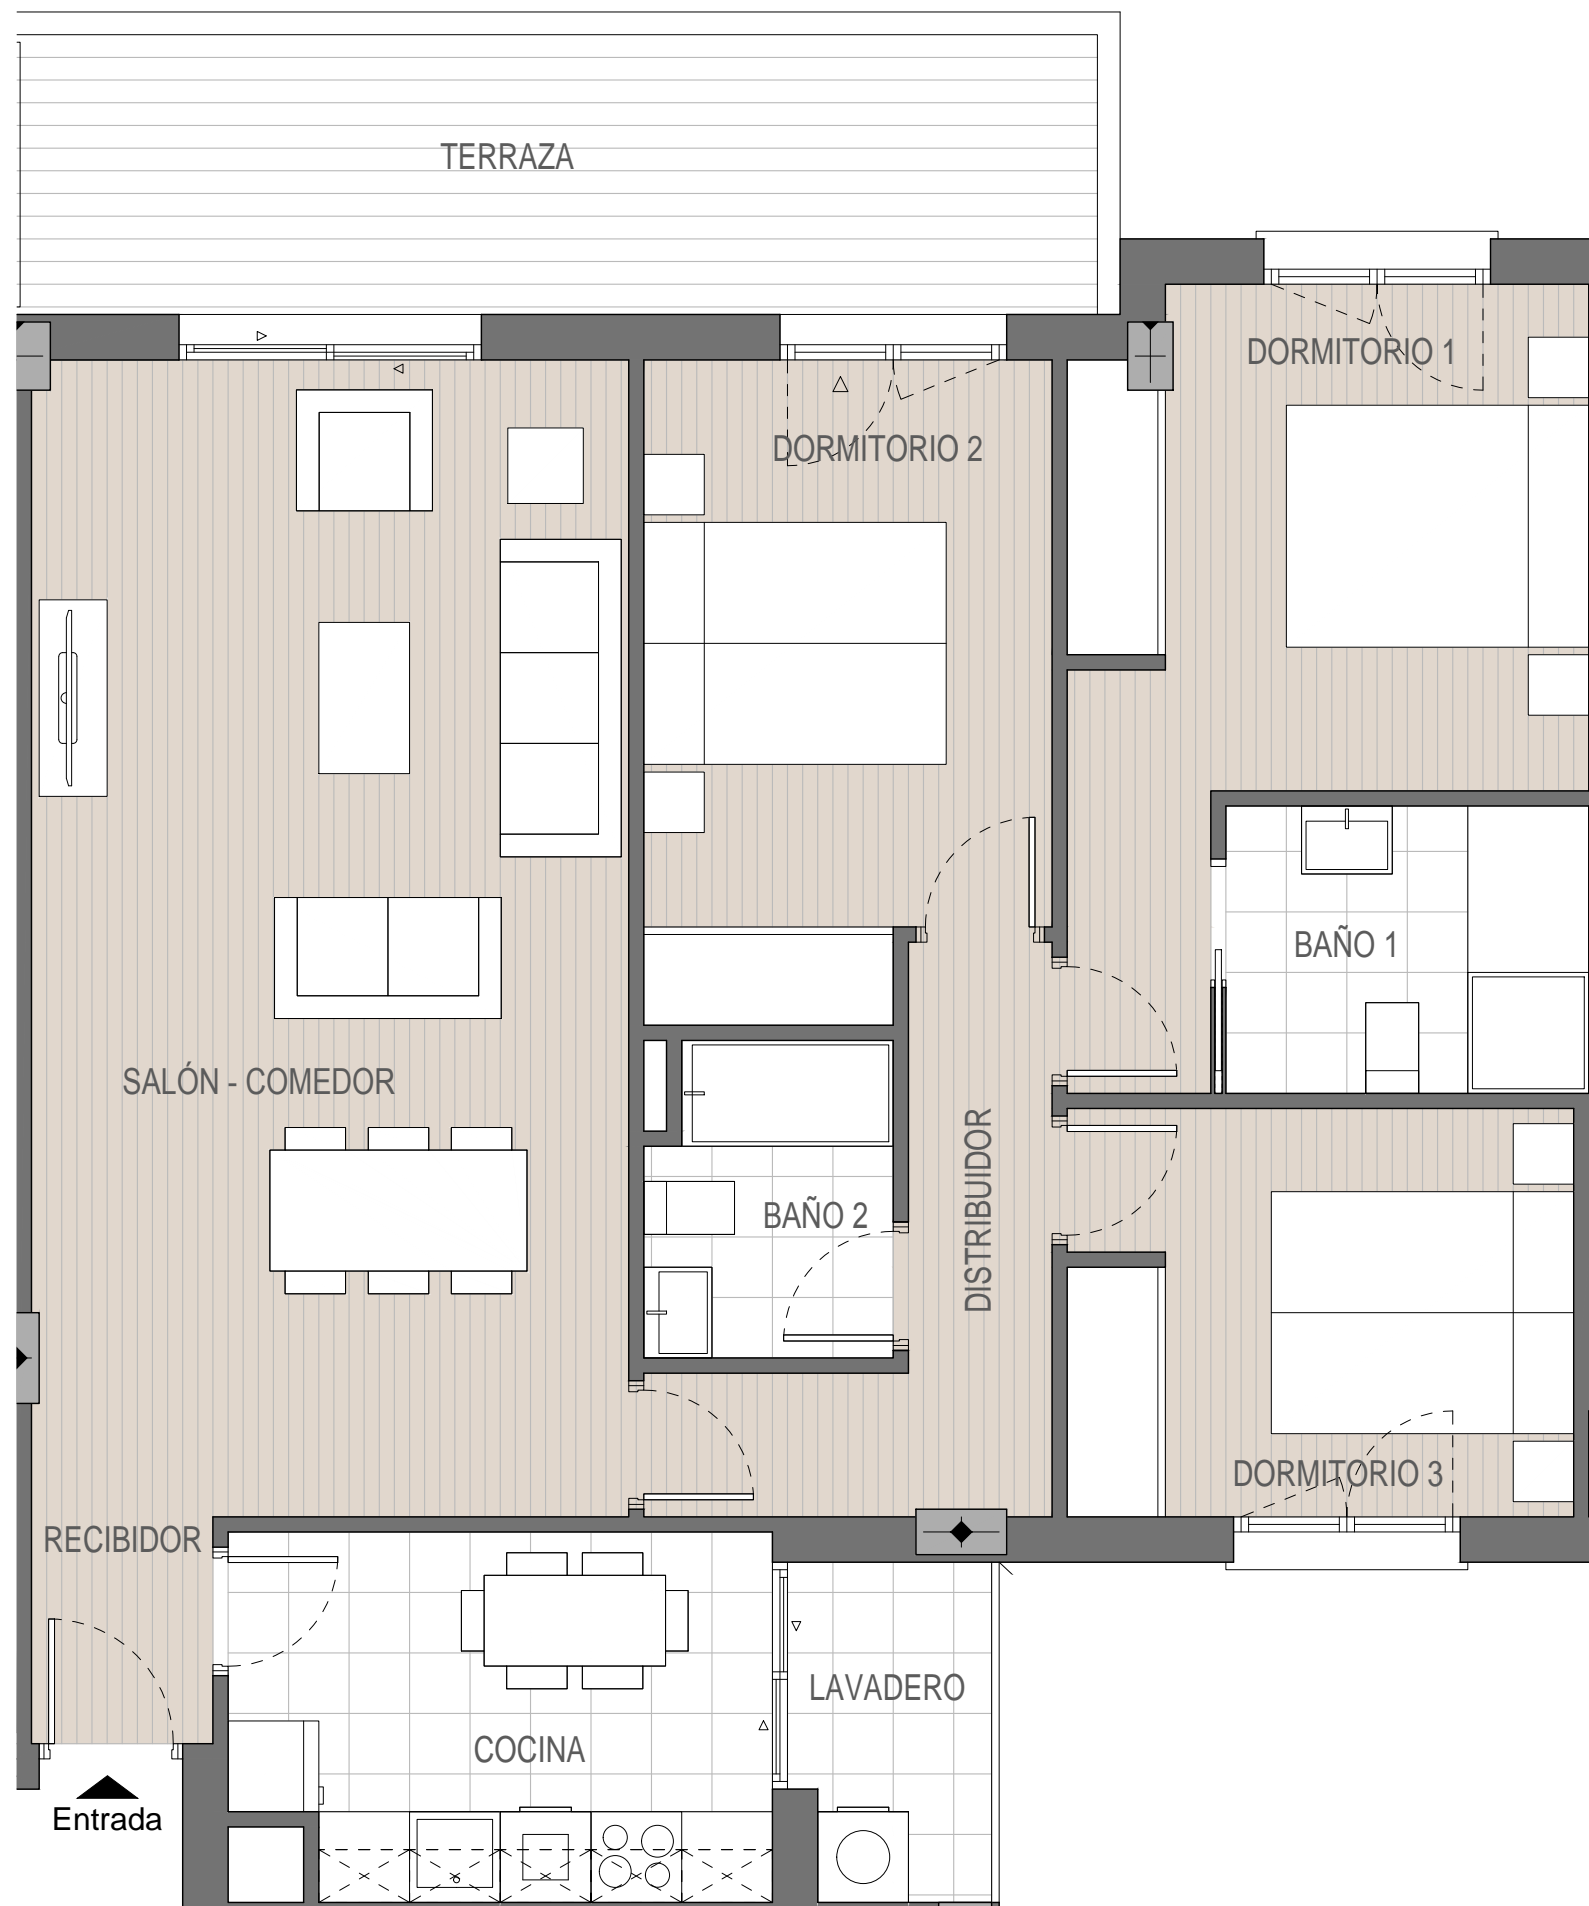 TERRAZA
DORMITORIO 1
DORMITORIO 2
BAÑO 1
SALÓN - COMEDOR
DISTRIBUIDOR
BAÑO 2
DORMITORIO 3
RECIBIDOR
LAVADERO
COCINA
Entrada